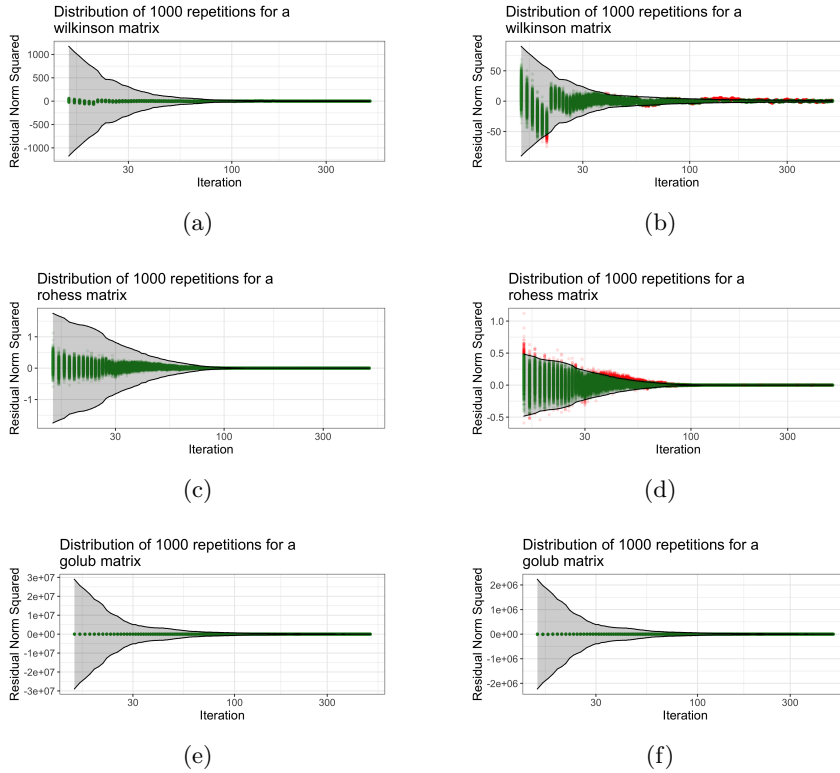 Distribution of 1000 repetitions for a
wilkinson matrix
Residual Norm Squared
1000
500
0
-500
-1000
30
100
300
Iteration
(a)
Distribution of 1000 repetitions for a
wilkinson matrix
Residual Norm Squared
50
0
-50
30
100
300
Iteration
(b)
Distribution of 1000 repetitions for a
rohess matrix
Residual Norm Squared
1
0
-1
30
100
300
Iteration
(c)
Distribution of 1000 repetitions for a
rohess matrix
Residual Norm Squared
1.0
0.5
0.0
-0.5
30
100
300
Iteration
(d)
Distribution of 1000 repetitions for a
golub matrix
Residual Norm Squared
3e+07
2e+07
1e+07
0e+00
-1e+07
-2e+07
-3e+07
30
100
300
Iteration
(e)
Distribution of 1000 repetitions for a
golub matrix
Residual Norm Squared
2e+06
1e+06
0e+00
-1e+06
-2e+06
30
100
300
Iteration
(f)